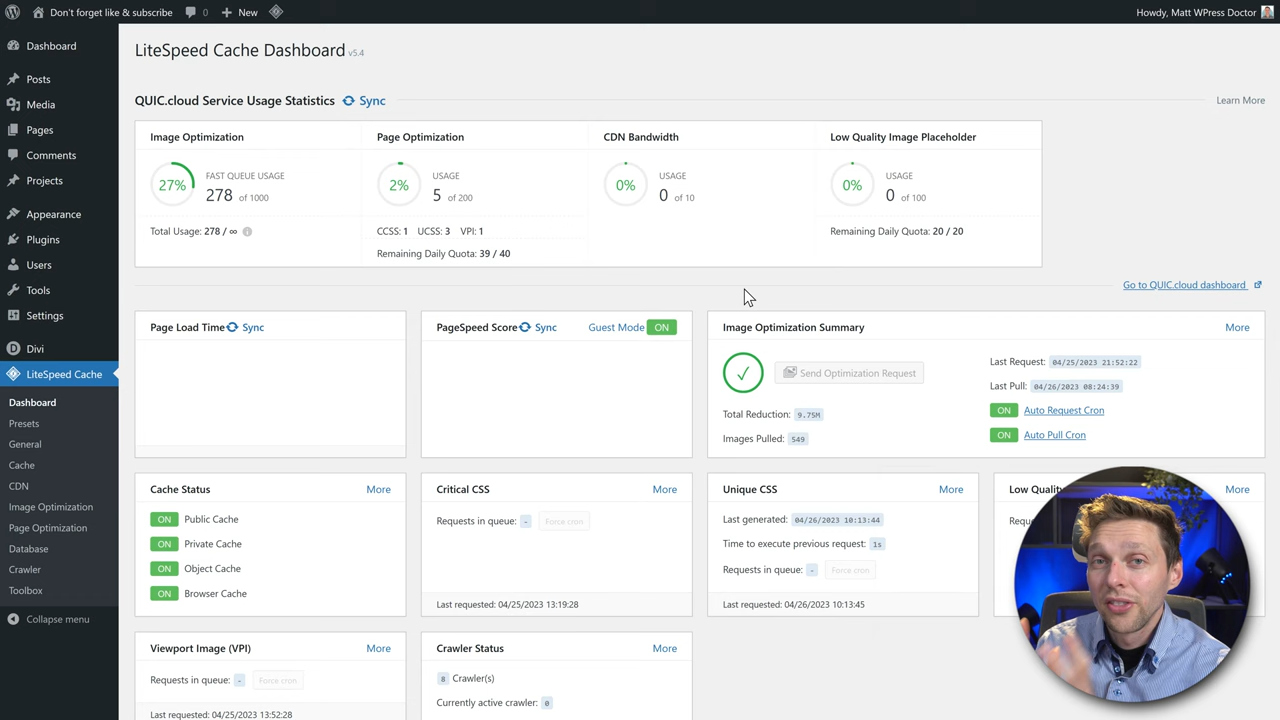 Don't forget like & subscribe 0 New
Howdy, Matt WPress Doctor
Dashboard
Posts
Media
Pages
Comments
Projects
Appearance
Plugins
Users
Tools
Settings
Divi
LiteSpeed Cache
Dashboard
Presets
General
Cache
CDN
Image Optimization
Page Optimization
Database
Crawler
Toolbox
Collapse menu
LiteSpeed Cache Dashboard v5.4
QUIC.cloud Service Usage Statistics Sync
Learn More
Image Optimization
27%
FAST QUEUE USAGE
278 of 1000
Total Usage: 278 / ∞
Page Optimization
2%
USAGE
5 of 200
CCSS: 1 UCSS: 3 VPI: 1
Remaining Daily Quota: 39 / 40
CDN Bandwidth
0%
USAGE
0 of 10
Low Quality Image Placeholder
0%
USAGE
0 of 100
Remaining Daily Quota: 20 / 20
Go to QUIC.cloud dashboard
Page Load Time Sync
PageSpeed Score Sync Guest Mode ON
Image Optimization Summary More
Send Optimization Request
Total Reduction: 9.75M
Images Pulled: 549
Last Request: 04/25/2023 21:52:22
Last Pull: 04/26/2023 08:24:39
ON Auto Request Cron
ON Auto Pull Cron
Cache Status More
ON Public Cache
ON Private Cache
ON Object Cache
ON Browser Cache
Critical CSS More
Requests in queue: - Force cron
Last requested: 04/25/2023 13:19:28
Unique CSS More
Last generated: 04/26/2023 10:13:44
Time to execute previous request: 1s
Requests in queue: - Force cron
Last requested: 04/26/2023 10:13:45
Low Quality More
Viewport Image (VPI) More
Requests in queue: - Force cron
Last requested: 04/25/2023 13:52:28
Crawler Status More
8 Crawler(s)
Currently active crawler: 0